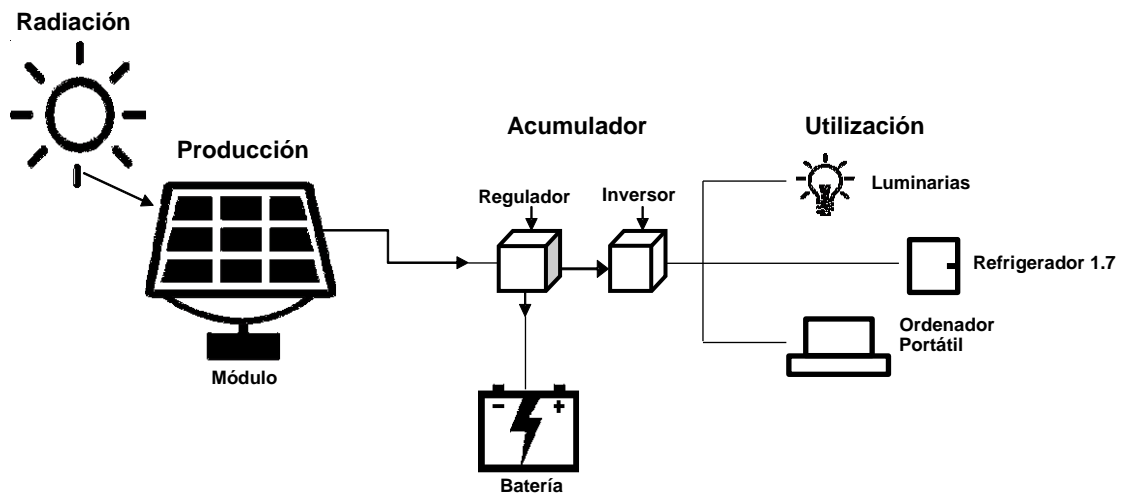 Radiación
Producción
Módulo
Acumulador
Regulador
Inversor
Batería
- +
Utilización
Luminarias
Refrigerador 1.7
Ordenador
Portátil